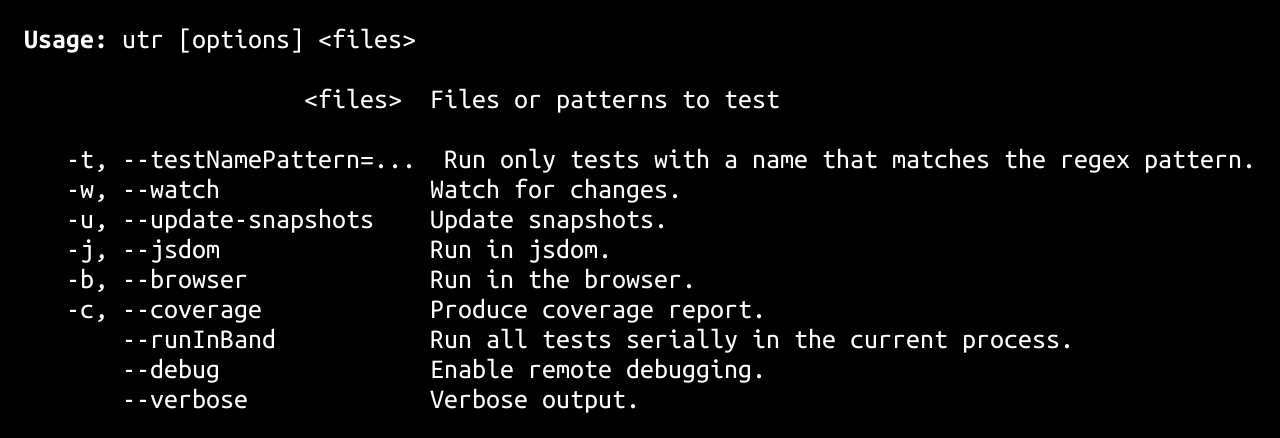 Usage: utr [options] <files>
<files>  Files or patterns to test
-t, --testNamePattern=...  Run only tests with a name that matches the regex pattern.
-w, --watch  Watch for changes.
-u, --update-snapshots  Update snapshots.
-j, --jsdom  Run in jsdom.
-b, --browser  Run in the browser.
-c, --coverage  Produce coverage report.
--runInBand  Run all tests serially in the current process.
--debug  Enable remote debugging.
--verbose  Verbose output.